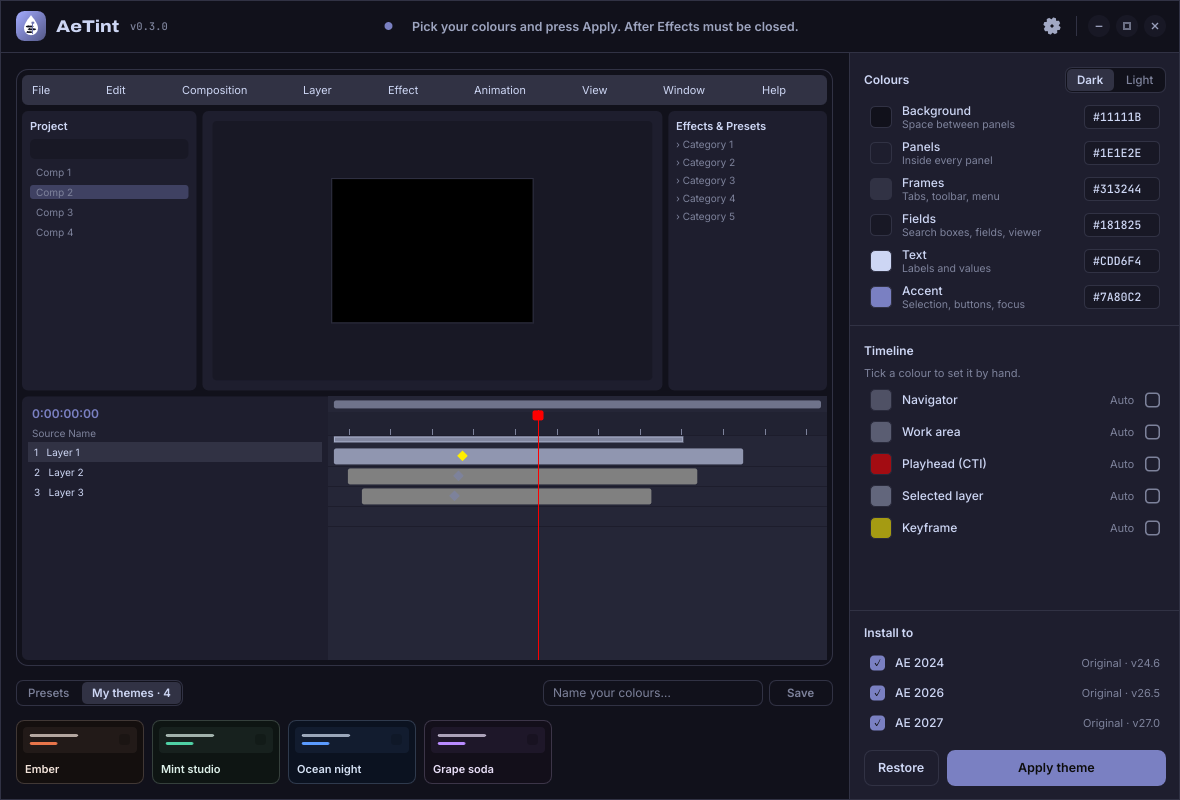 AeTint v0.3.0
Pick your colours and press Apply. After Effects must be closed.
File Edit Composition Layer Effect Animation View Window Help
Project
Comp 1
Comp 2
Comp 3
Comp 4
Effects & Presets
› Category 1
› Category 2
› Category 3
› Category 4
› Category 5
0:00:00:00
Source Name
1 Layer 1
2 Layer 2
3 Layer 3
Presets My themes · 4
Name your colours...
Save
Ember
Mint studio
Ocean night
Grape soda
Colours
Dark Light
Background #11111B
Space between panels
Panels #1E1E2E
Inside every panel
Frames #313244
Tabs, toolbar, menu
Fields #181825
Search boxes, fields, viewer
Text #CDD6F4
Labels and values
Accent #7A80C2
Selection, buttons, focus
Timeline
Tick a colour to set it by hand.
Navigator Auto
Work area Auto
Playhead (CTI) Auto
Selected layer Auto
Keyframe Auto
Install to
AE 2024 Original · v24.6
AE 2026 Original · v26.5
AE 2027 Original · v27.0
Restore Apply theme